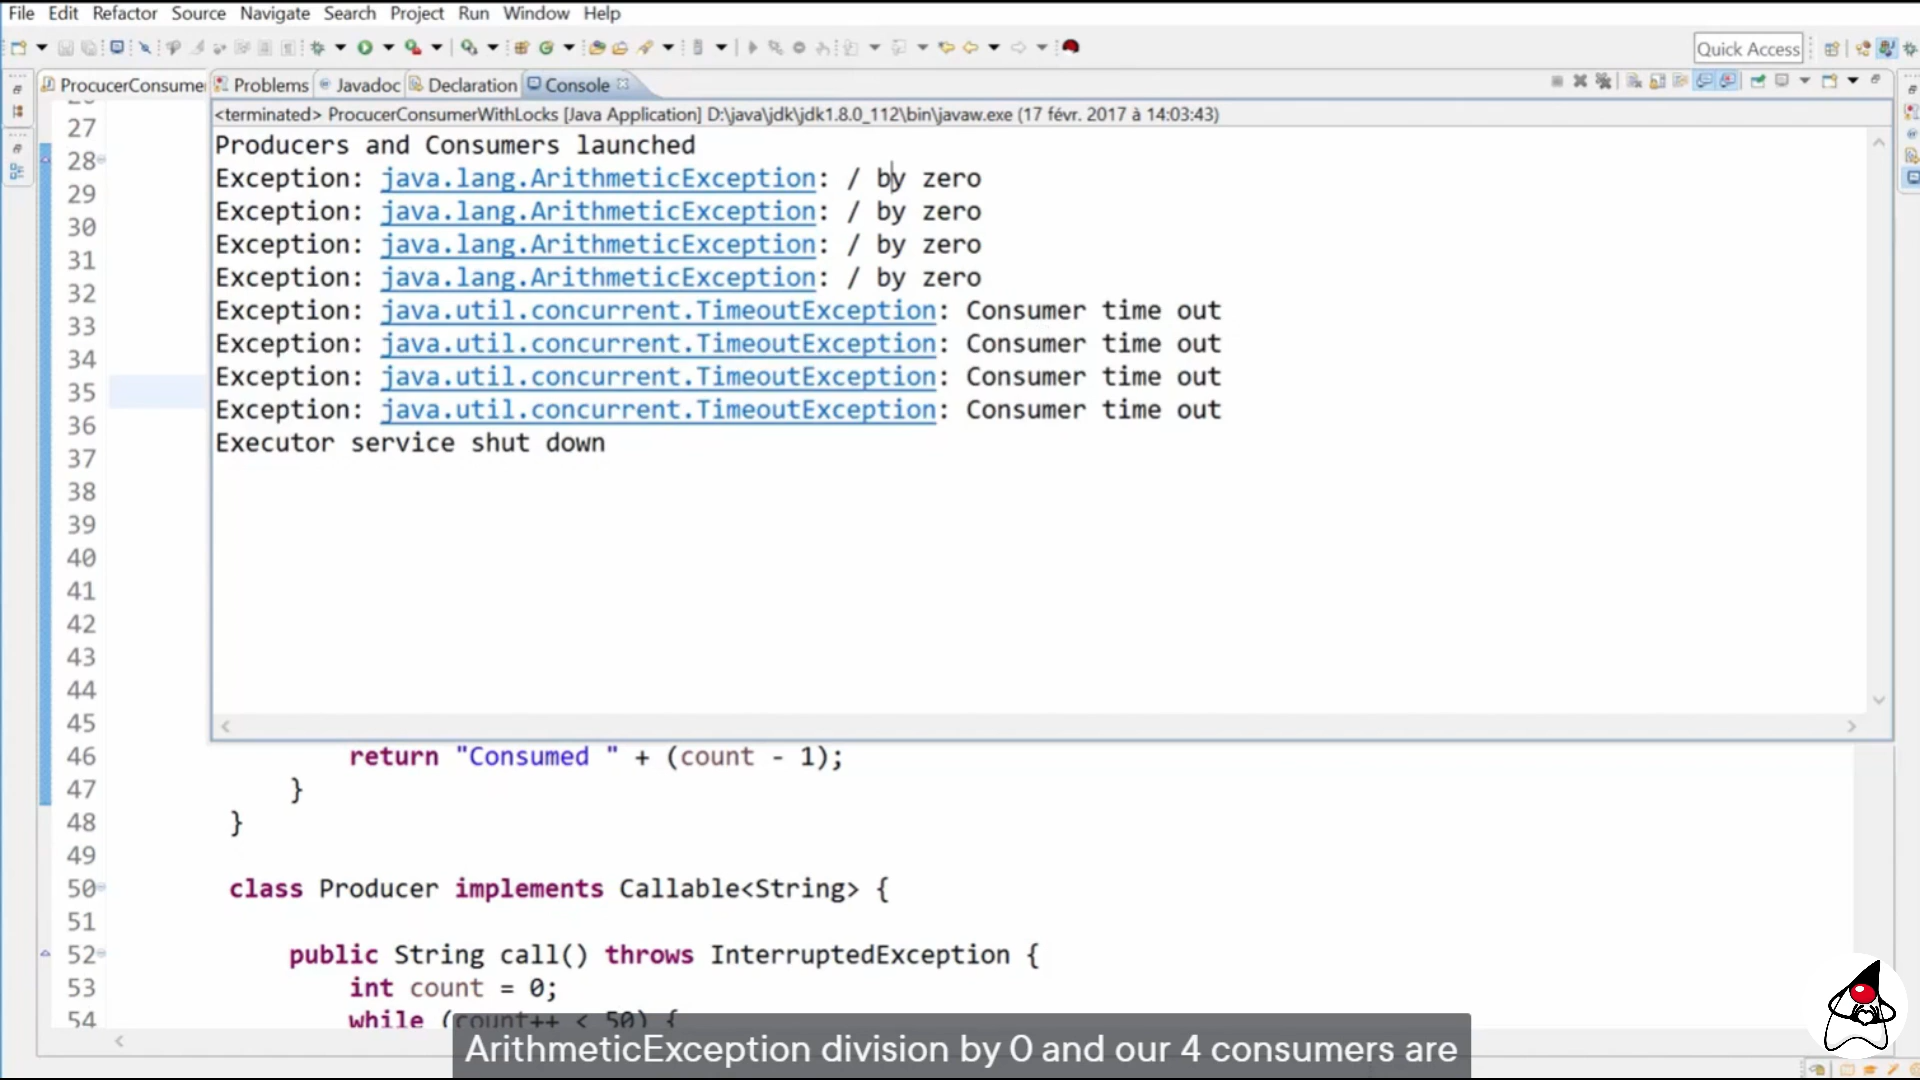 File Edit Refactor Source Navigate Search Project Run Window Help
Quick Access
ProcucerConsumer Problems Javadoc Declaration Console
<terminated> ProcucerConsumerWithLocks [Java Application] D:\java\jdk\jdk1.8.0_112\bin\javaw.exe (17 févr. 2017 à 14:03:43)
Producers and Consumers launched
Exception: java.lang.ArithmeticException: / by zero
Exception: java.lang.ArithmeticException: / by zero
Exception: java.lang.ArithmeticException: / by zero
Exception: java.lang.ArithmeticException: / by zero
Exception: java.util.concurrent.TimeoutException: Consumer time out
Exception: java.util.concurrent.TimeoutException: Consumer time out
Exception: java.util.concurrent.TimeoutException: Consumer time out
Exception: java.util.concurrent.TimeoutException: Consumer time out
Executor service shut down
27
28
29
30
31
32
33
34
35
36
37
38
39
40
41
42
43
44
45
46 return "Consumed " + (count - 1);
47 }
48 }
49
50 class Producer implements Callable<String> {
51
52 public String call() throws InterruptedException {
53 int count = 0;
54 while (count++ < 50) {
ArithmeticException division by 0 and our 4 consumers are